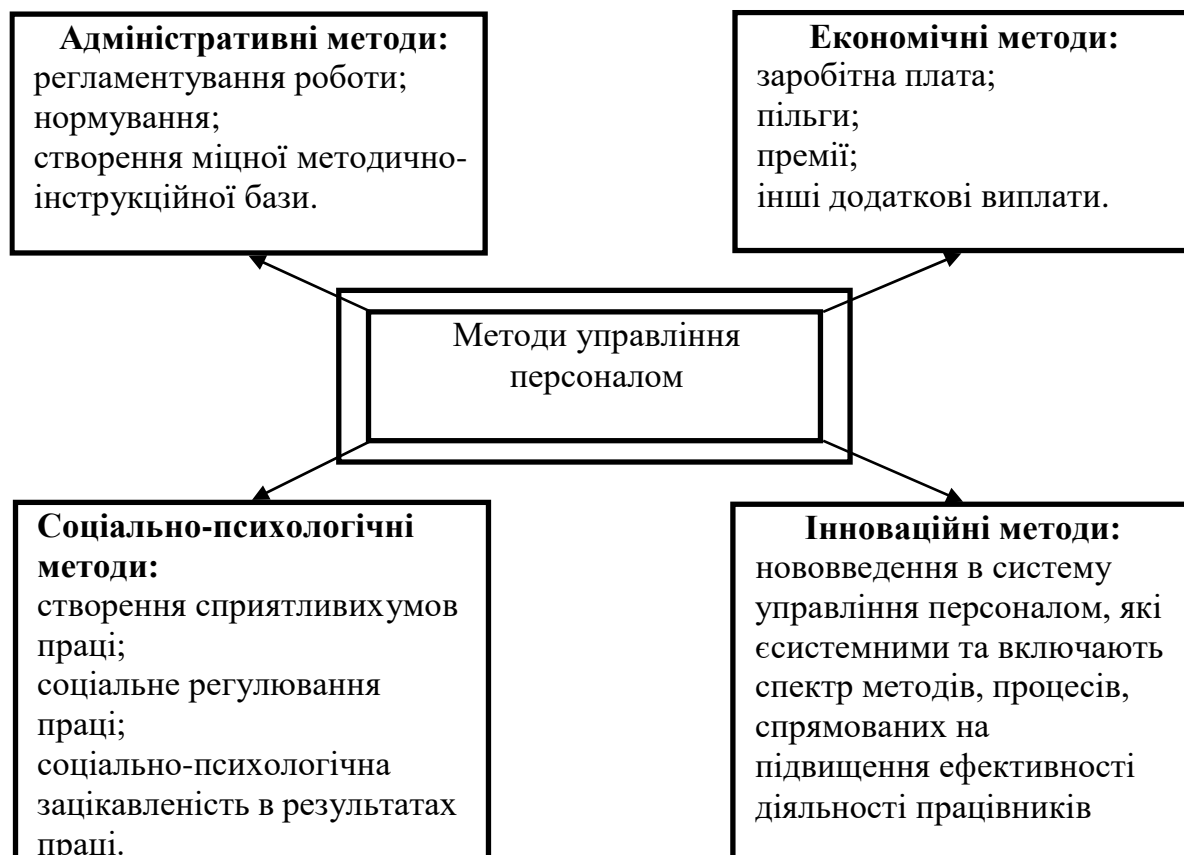 Адміністративні методи:
регламентування роботи;
нормування;
створення міцної методично-
інструкційної бази.
Економічні методи:
заробітна плата;
пільги;
премії;
інші додаткові виплати.
Методи управління
персоналом
Соціально-психологічні
методи:
створення сприятливихумов
праці;
соціальне регулювання
праці;
соціально-психологічна
зацікавленість в результатах
праці.
Інноваційні методи:
нововведення в систему
управління персоналом, які
єсистемними та включають
спектр методів, процесів,
спрямованих на
підвищення ефективності
діяльності працівників